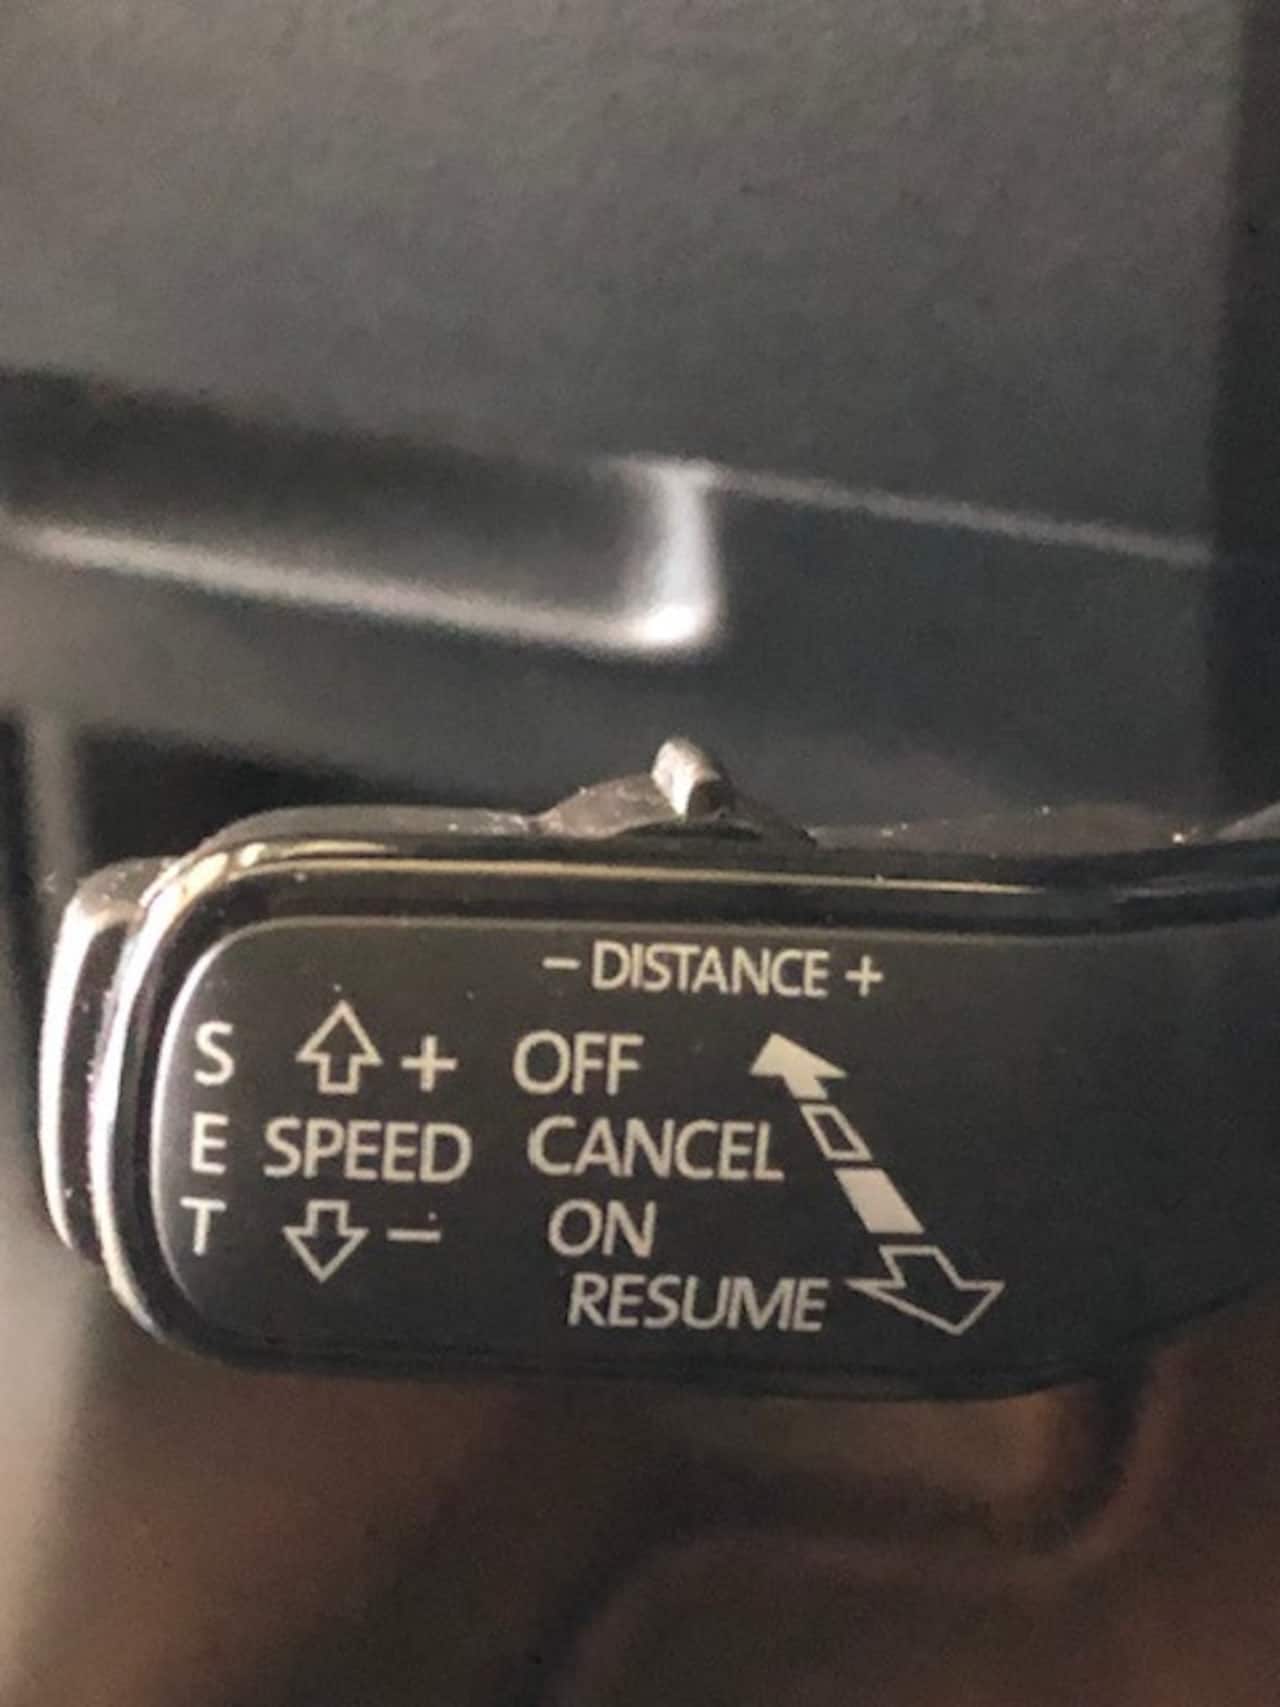 - DISTANCE +
S + OFF
E SPEED CANCEL
T - ON
RESUME